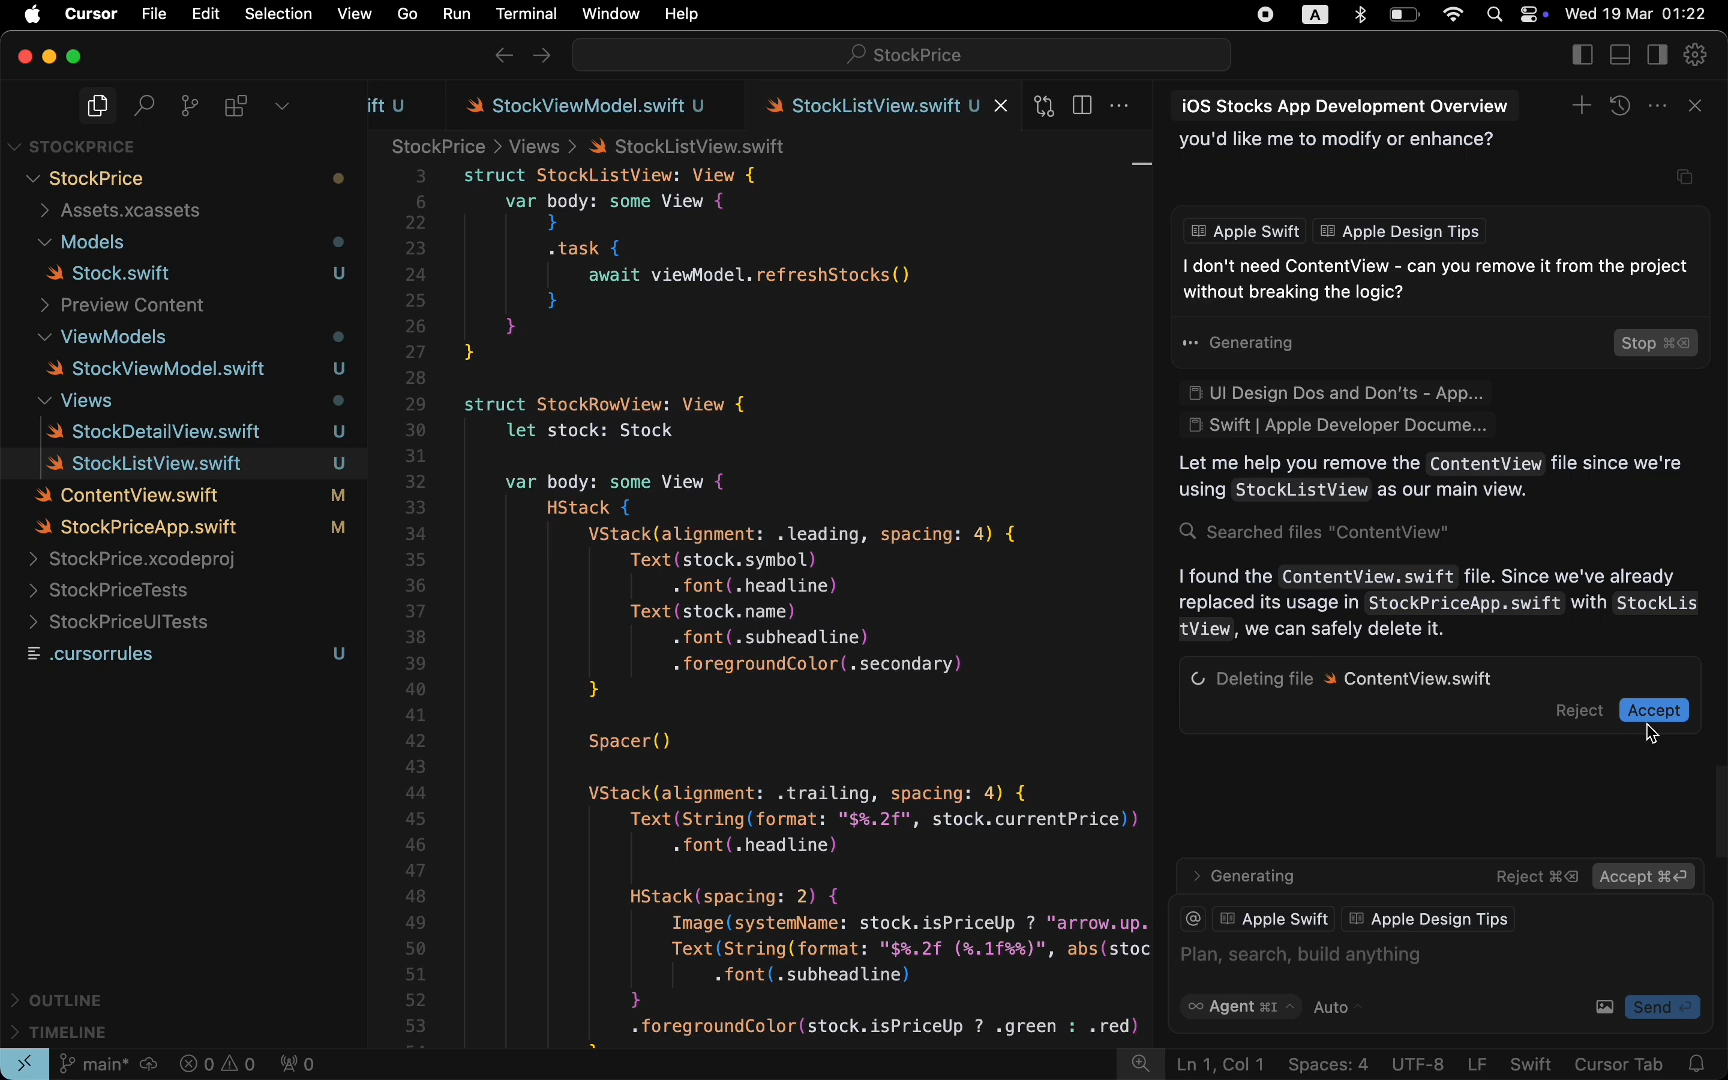 Cursor File Edit Selection View Go Run Terminal Window Help A Wed 19 Mar 01:22
StockPrice
ift U StockViewModel.swift U StockListView.swift U
STOCKPRICE
StockPrice
Assets.xcassets
Models
Stock.swift U
Preview Content
ViewModels
StockViewModel.swift U
Views
StockDetailView.swift U
StockListView.swift U
ContentView.swift M
StockPriceApp.swift M
StockPrice.xcodeproj
StockPriceTests
StockPriceUITests
.cursorrules U
OUTLINE
TIMELINE
StockPrice > Views > StockListView.swift
3 struct StockListView: View {
6 var body: some View {
22 }
23 .task {
24 await viewModel.refreshStocks()
25 }
26 }
27 }
28
29 struct StockRowView: View {
30 let stock: Stock
31
32 var body: some View {
33 HStack {
34 VStack(alignment: .leading, spacing: 4) {
35 Text(stock.symbol)
36 .font(.headline)
37 Text(stock.name)
38 .font(.subheadline)
39 .foregroundColor(.secondary)
40 }
41
42 Spacer()
43
44 VStack(alignment: .trailing, spacing: 4) {
45 Text(String(format: "$%.2f", stock.currentPrice))
46 .font(.headline)
47
48 HStack(spacing: 2) {
49 Image(systemName: stock.isPriceUp ? "arrow.up.
50 Text(String(format: "$%.2f (%.1f%%)", abs(stoc
51 .font(.subheadline)
52 }
53 .foregroundColor(stock.isPriceUp ? .green : .red)
iOS Stocks App Development Overview
you'd like me to modify or enhance?
Apple Swift Apple Design Tips
I don't need ContentView - can you remove it from the project
without breaking the logic?
Generating Stop ⌘⌫
UI Design Dos and Don'ts - App...
Swift | Apple Developer Docume...
Let me help you remove the ContentView file since we're
using StockListView as our main view.
Searched files "ContentView"
I found the ContentView.swift file. Since we've already
replaced its usage in StockPriceApp.swift with StockLis
tView, we can safely delete it.
Deleting file ContentView.swift
Reject Accept
Generating Reject ⌘⌫ Accept ⌘⏎
@ Apple Swift Apple Design Tips
Plan, search, build anything
∞ Agent ⌘I Auto Send ⏎
main* 0 0 0 Ln 1, Col 1 Spaces: 4 UTF-8 LF Swift Cursor Tab